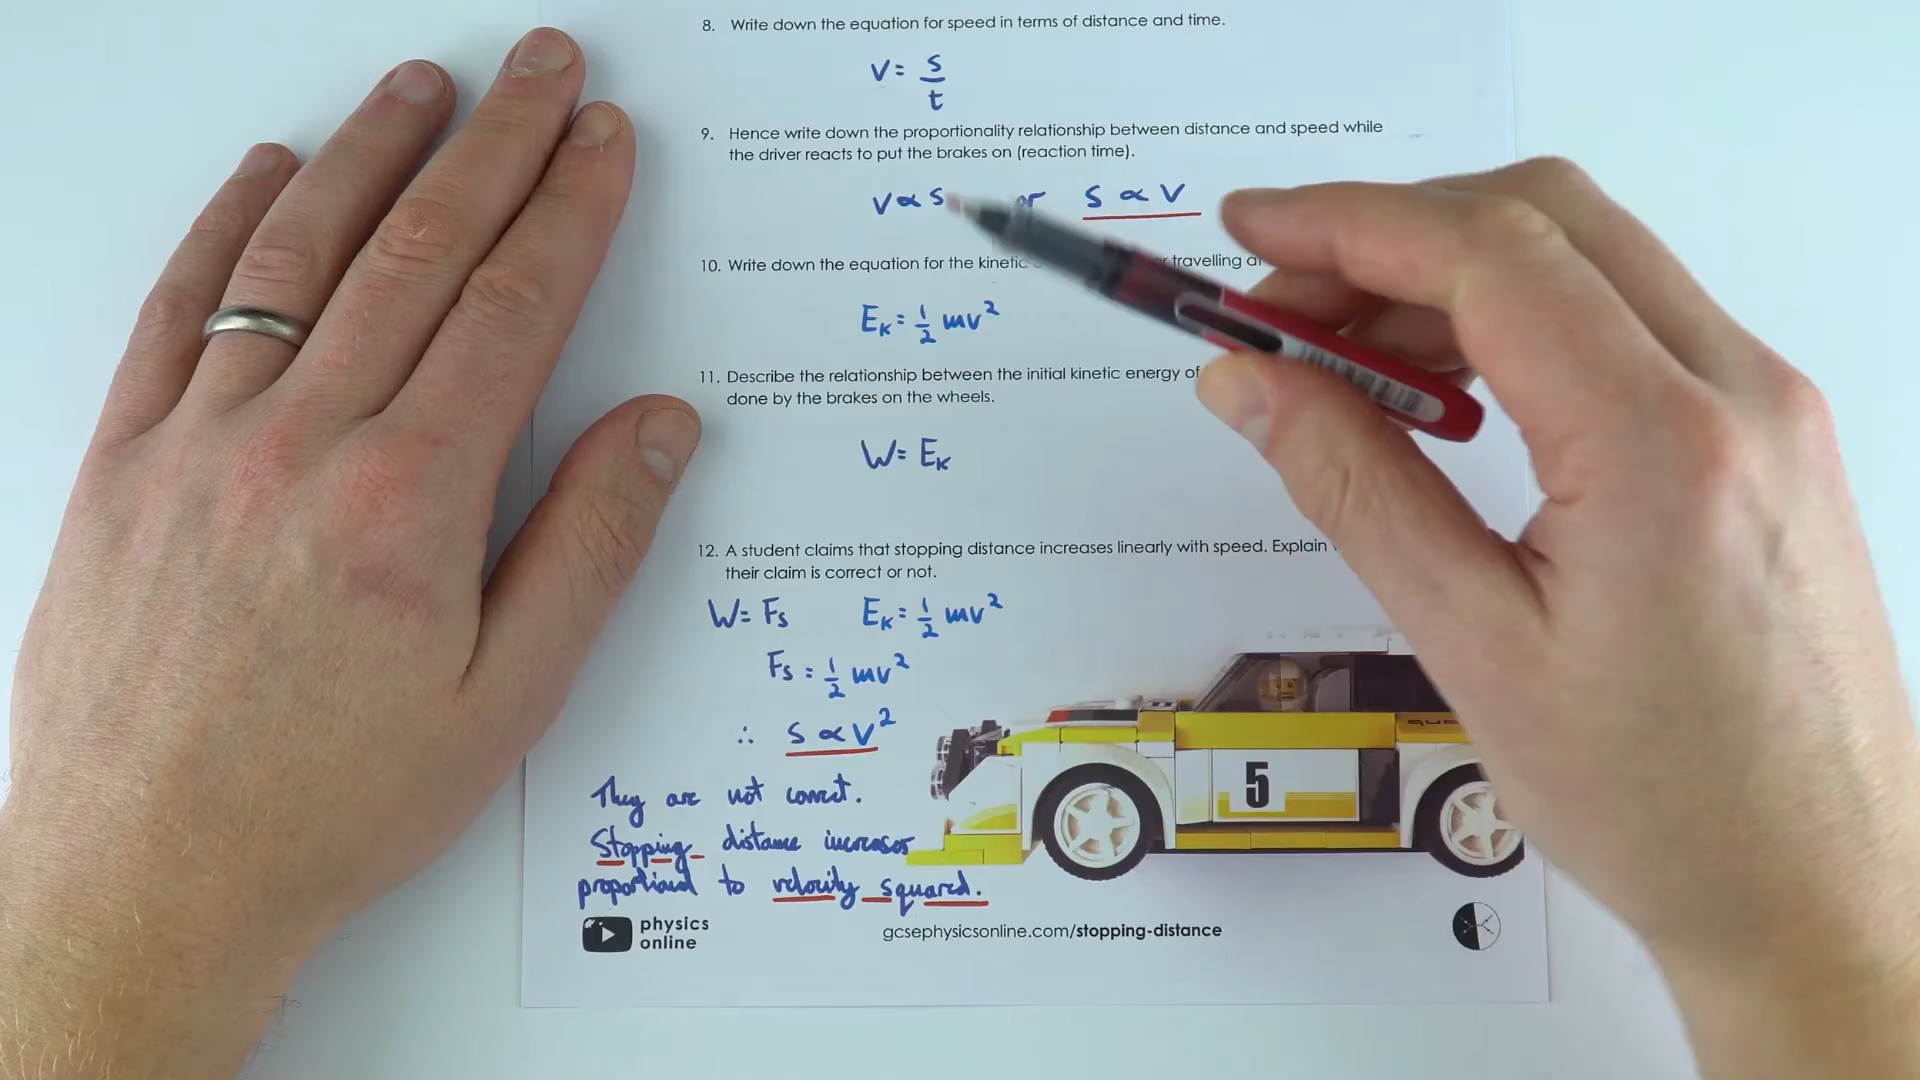 8. Write down the equation for speed in terms of distance and time.
v = s/t
9. Hence write down the proportionality relationship between distance and speed while
the driver reacts to put the brakes on (reaction time).
v ∝ s or s ∝ v
10. Write down the equation for the kinetic travelling at
Eₖ = 1/2 mv²
11. Describe the relationship between the initial kinetic energy of
done by the brakes on the wheels.
W = Eₖ
12. A student claims that stopping distance increases linearly with speed. Explain
their claim is correct or not.
W = Fs Eₖ = 1/2 mv²
Fs = 1/2 mv²
∴ s ∝ v²
They are not correct.
Stopping distance increases
proportional to velocity squared.
5
physics
online
gcsephysicsonline.com/stopping-distance